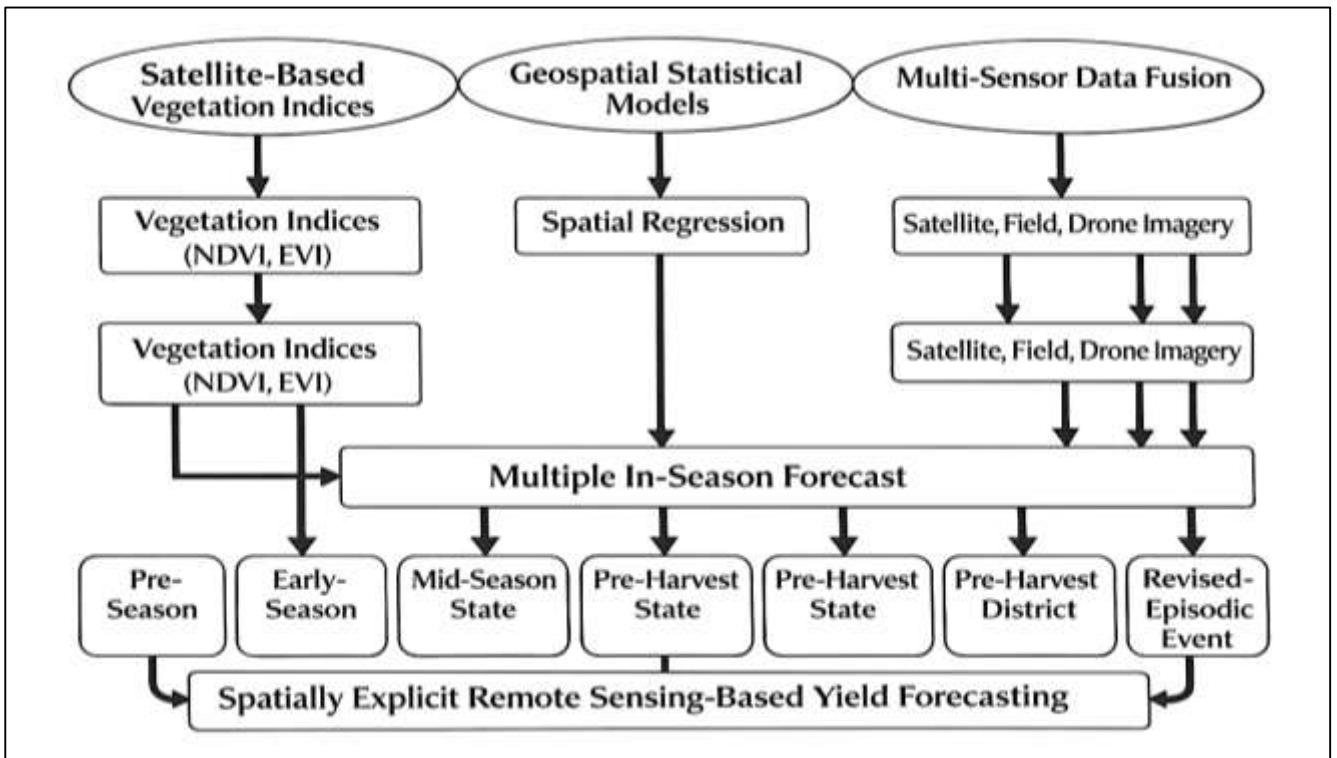 Satellite-Based
Vegetation Indices
Geospatial Statistical
Models
Multi-Sensor Data Fusion
Vegetation Indices
(NDVI, EVI)
Spatial Regression
Satellite, Field, Drone Imagery
Vegetation Indices
(NDVI, EVI)
Satellite, Field, Drone Imagery
Multiple In-Season Forecast
Pre-
Season
Early-
Season
Mid-Season
State
Pre-Harvest
State
Pre-Harvest
State
Pre-Harvest
District
Revised-
Episodic
Event
Spatially Explicit Remote Sensing-Based Yield Forecasting